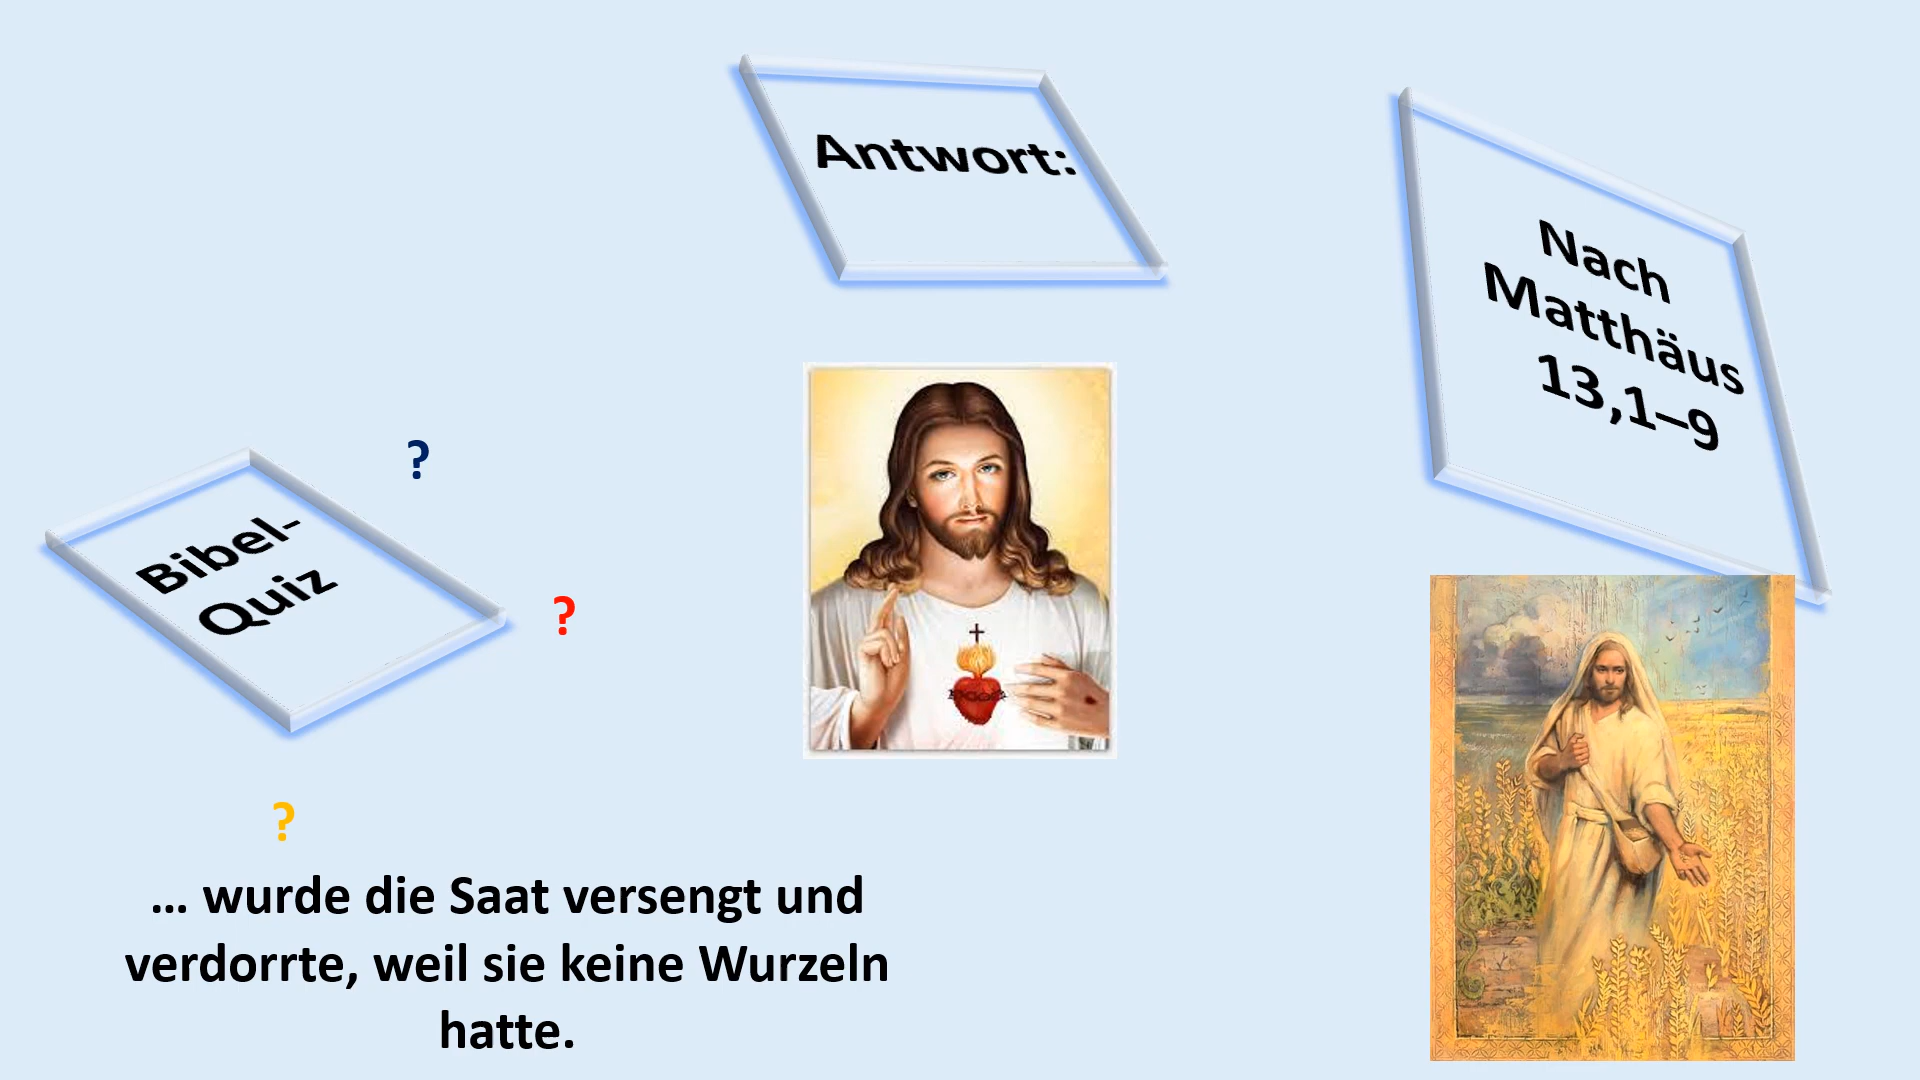 Antwort:
Nach
Matthäus
13,1–9
Bibel-
Quiz
?
?
?
... wurde die Saat versengt und
verdorrte, weil sie keine Wurzeln
hatte.